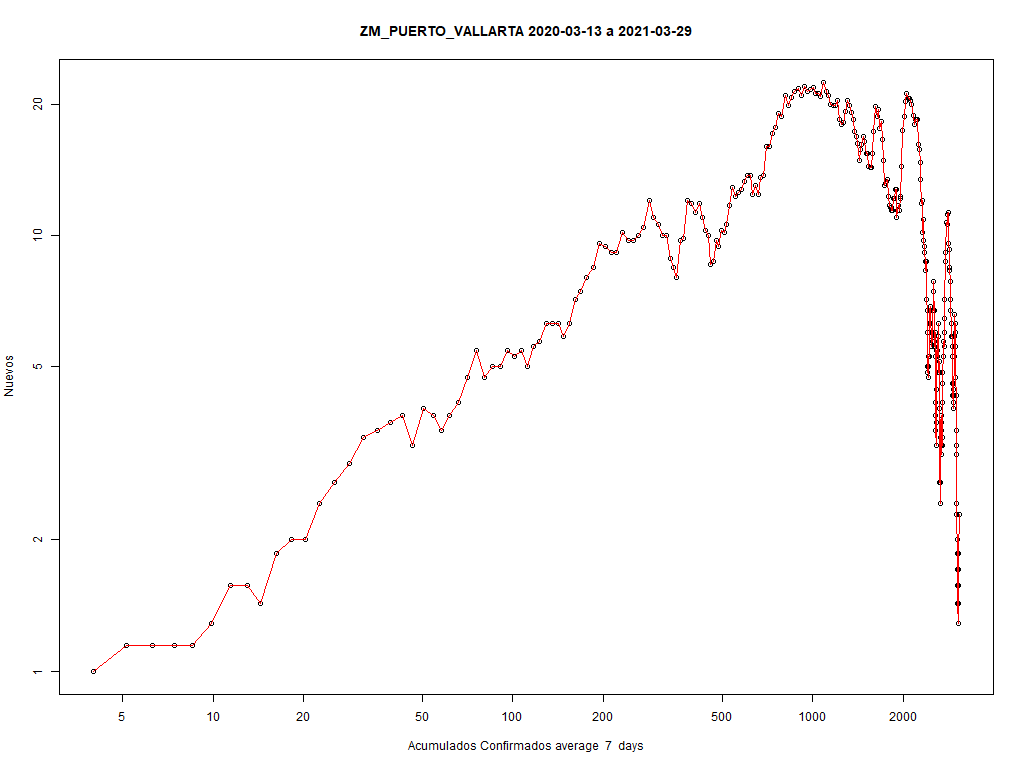 ZM_PUERTO_VALLARTA 2020-03-13 a 2021-03-29
20
10
5
2
1
Nuevos
5 10 20 50 100 200 500 1000 2000
Acumulados Confirmados average 7 days